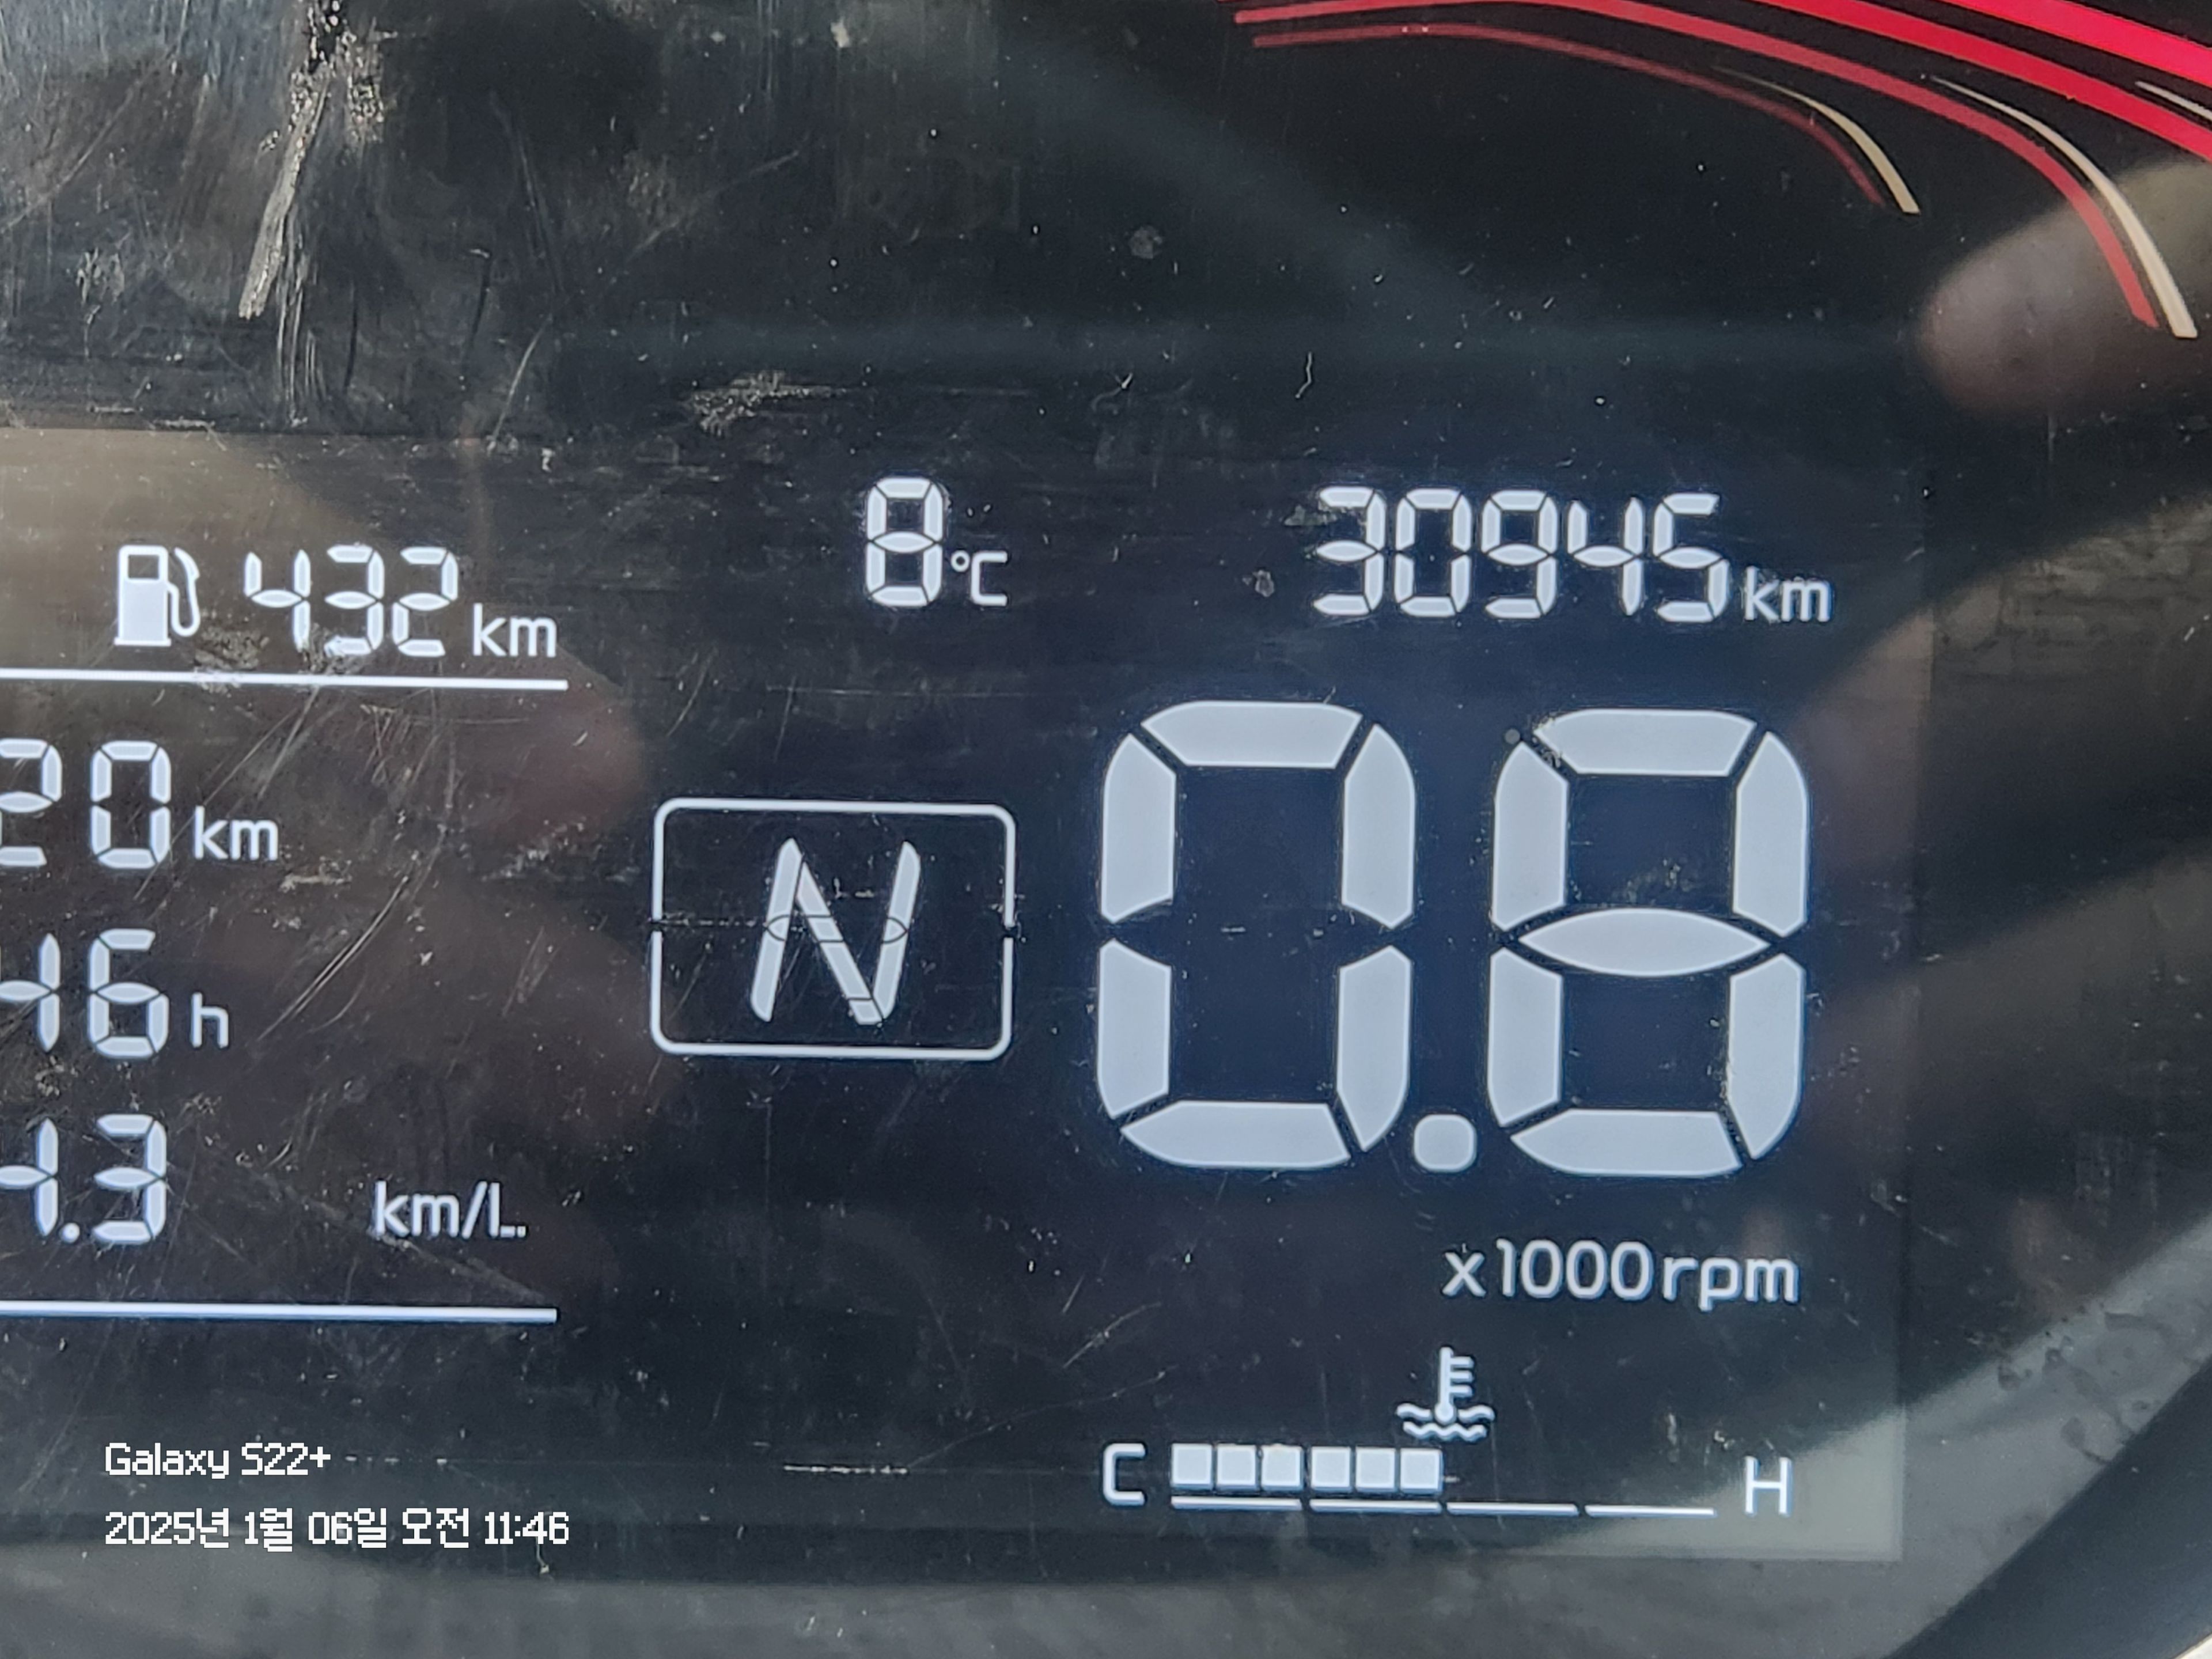 8°C 30945 km
432 km
20 km
N 0.8
46 h
4.3 km/L
x1000rpm
C H
Galaxy S22+
2025년 1월 06일 오전 11:46